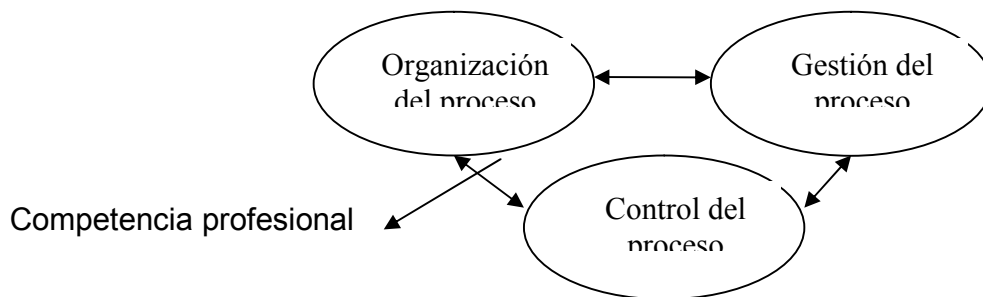 Organización
del proceso
Gestión del
proceso
Control del
proceso
Competencia profesional